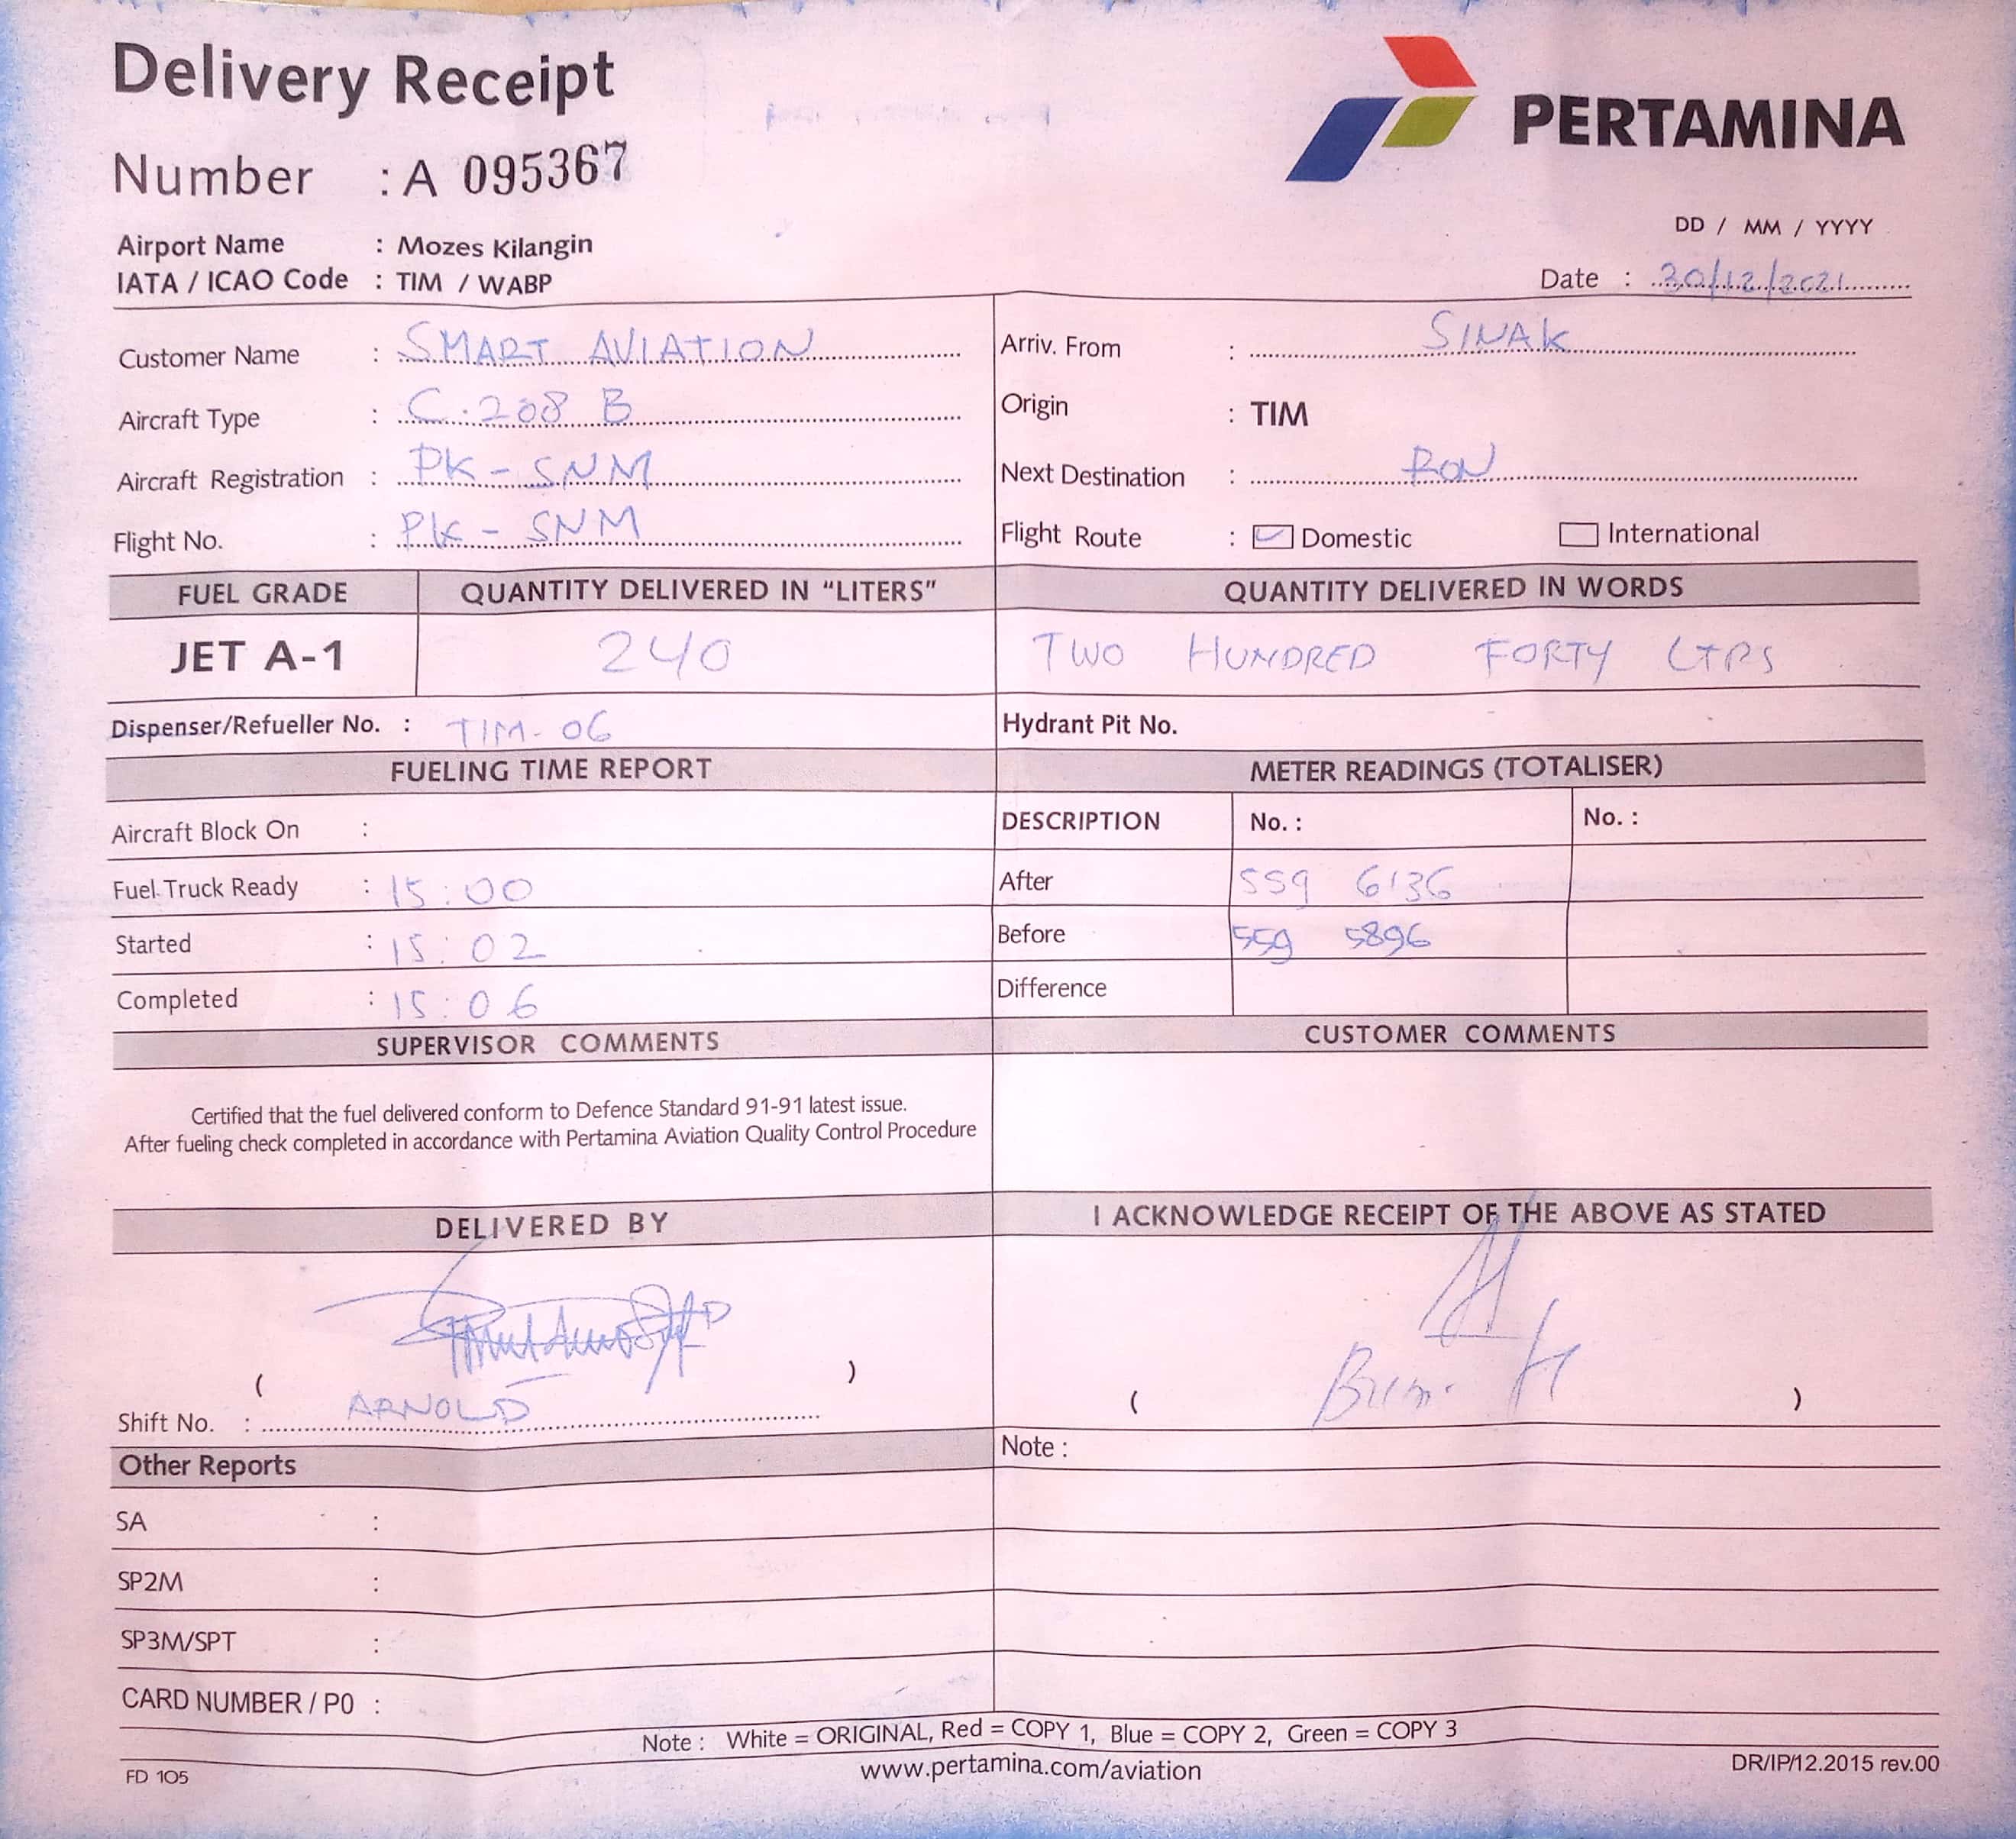 Delivery Receipt
PERTAMINA
Number : A 095367
Airport Name : Mozes Kilangin
IATA / ICAO Code : TIM / WABP
DD / MM / YYYY
Date : 30/12/2021
Customer Name : SMART AVIATION
Arriv. From : SINAK
Aircraft Type : C.208 B
Origin : TIM
Aircraft Registration : PK-SNM
Next Destination : RON
Flight No. : PK-SNM
Flight Route : Domestic International
FUEL GRADE QUANTITY DELIVERED IN "LITERS" QUANTITY DELIVERED IN WORDS
JET A-1 240 TWO HUNDRED FORTY LTRS
Dispenser/Refueller No. : TIM-06 Hydrant Pit No.
FUELING TIME REPORT METER READINGS (TOTALISER)
Aircraft Block On : DESCRIPTION No. : No. :
Fuel Truck Ready : 15:00 After 559 6136
Started : 15:02 Before 559 5896
Completed : 15:06 Difference
SUPERVISOR COMMENTS CUSTOMER COMMENTS
Certified that the fuel delivered conform to Defence Standard 91-91 latest issue.
After fueling check completed in accordance with Pertamina Aviation Quality Control Procedure
DELIVERED BY I ACKNOWLEDGE RECEIPT OF THE ABOVE AS STATED
( ) ( )
Shift No. : ARNOLD
Other Reports Note :
SA :
SP2M :
SP3M/SPT :
CARD NUMBER / PO :
Note : White = ORIGINAL, Red = COPY 1, Blue = COPY 2, Green = COPY 3
FD 105 www.pertamina.com/aviation DR/IP/12.2015 rev.00